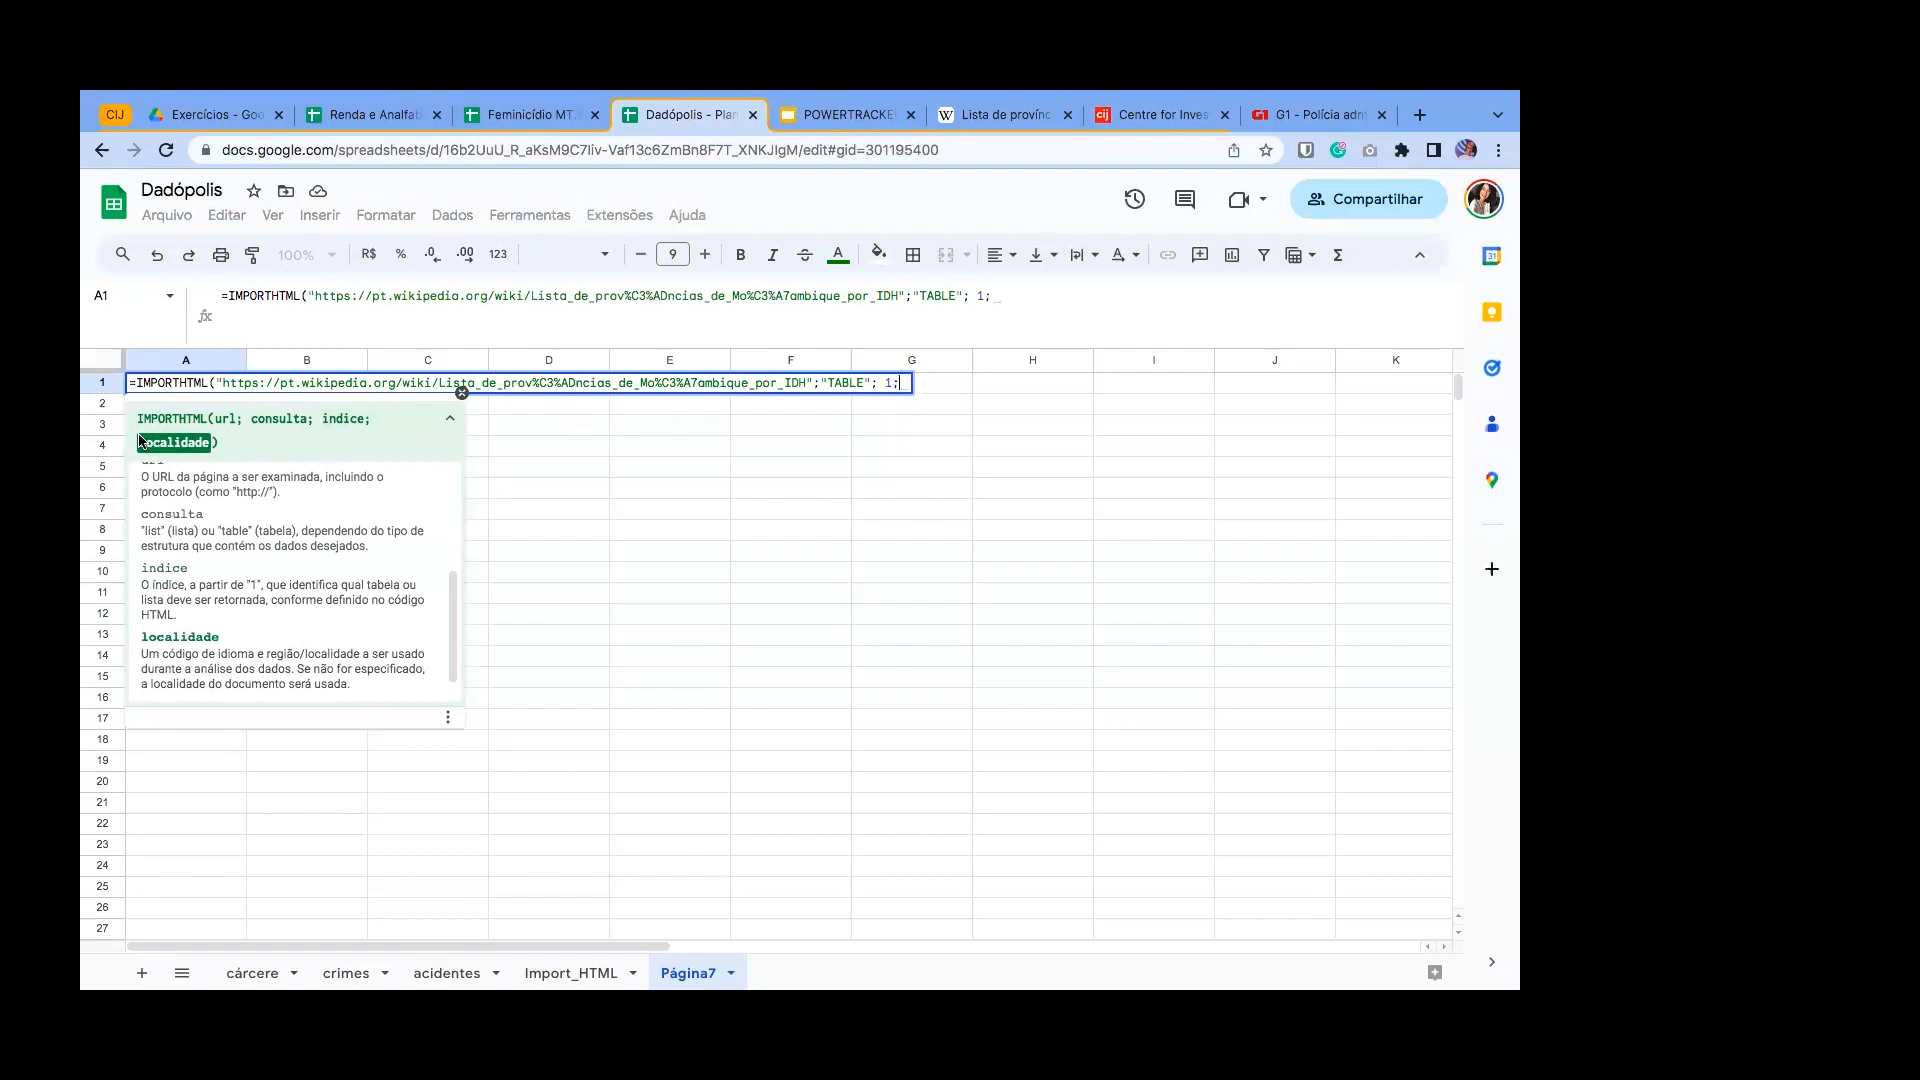 CIJ
Exercícios - Goo
Renda e Analfab
Feminicídio MT.
Dadópolis - Plan
POWERTRACKE
Lista de provínc
Centre for Inves
G1 - Polícia adm
docs.google.com/spreadsheets/d/16b2UuU_R_aKsM9C7Iiv-Vaf13c6ZmBn8F7T_XNKJlgM/edit#gid=301195400
Dadópolis
Arquivo Editar Ver Inserir Formatar Dados Ferramentas Extensões Ajuda
Compartilhar
100% R$ % .0 .00 123 9 B I A
A1
=IMPORTHTML("https://pt.wikipedia.org/wiki/Lista_de_prov%C3%ADncias_de_Mo%C3%A7ambique_por_IDH";"TABLE"; 1;
fx
A B C D E F G H I J K
1 =IMPORTHTML("https://pt.wikipedia.org/wiki/Lista_de_prov%C3%ADncias_de_Mo%C3%A7ambique_por_IDH";"TABLE"; 1;
2
3
4
5
6
7
8
9
10
11
12
13
14
15
16
17
18
19
20
21
22
23
24
25
26
27
IMPORTHTML(url; consulta; índice;
localidade)
url
O URL da página a ser examinada, incluindo o
protocolo (como "http://").
consulta
"list" (lista) ou "table" (tabela), dependendo do tipo de
estrutura que contém os dados desejados.
índice
O índice, a partir de "1", que identifica qual tabela ou
lista deve ser retornada, conforme definido no código
HTML.
localidade
Um código de idioma e região/localidade a ser usado
durante a análise dos dados. Se não for especificado,
a localidade do documento será usada.
cárcere crimes acidentes Import_HTML Página7
31